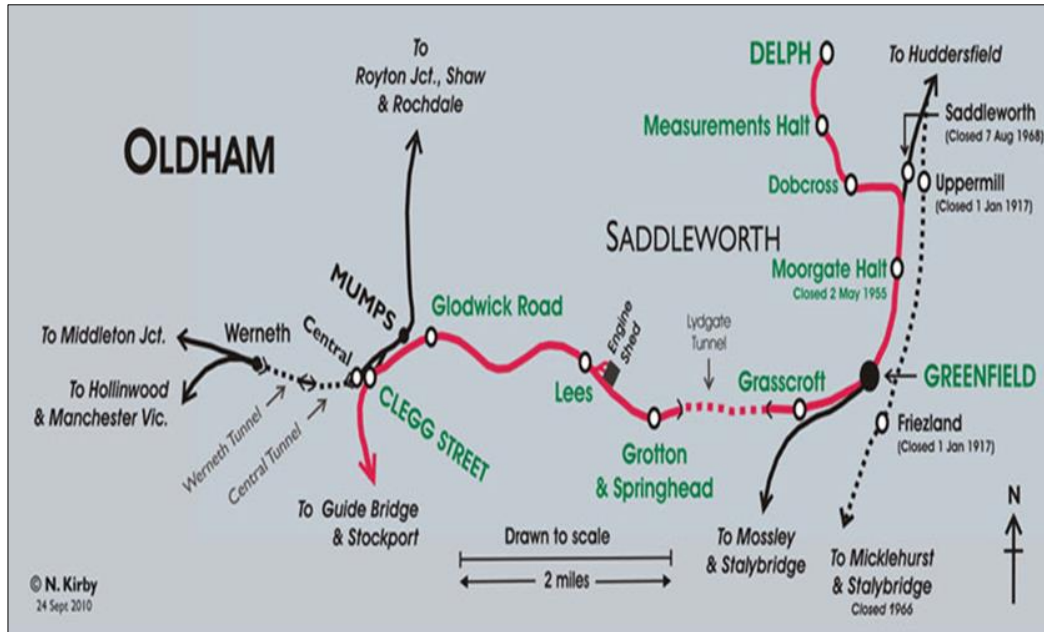 To
Royton Jct., Shaw
& Rochdale
DELPH
To Huddersfield
Measurements Halt
Saddleworth
(Closed 7 Aug 1968)
OLDHAM
Dobcross
Uppermill
(Closed 1 Jan 1917)
SADDLEWORTH
Moorgate Halt
Closed 2 May 1955
MUMPS
Glodwick Road
Engine
Shed
Lydgate
Tunnel
To Middleton Jct.
Werneth
Central
Lees
Grasscroft
GREENFIELD
To Hollinwood
& Manchester Vic.
CLEGG STREET
Werneth Tunnel
Central Tunnel
Grotton
& Springhead
Friezland
(Closed 1 Jan 1917)
To Guide Bridge
& Stockport
Drawn to scale
2 miles
To Mossley
& Stalybridge
To Micklehurst
& Stalybridge
Closed 1966
N
© N. Kirby
24 Sept 2010